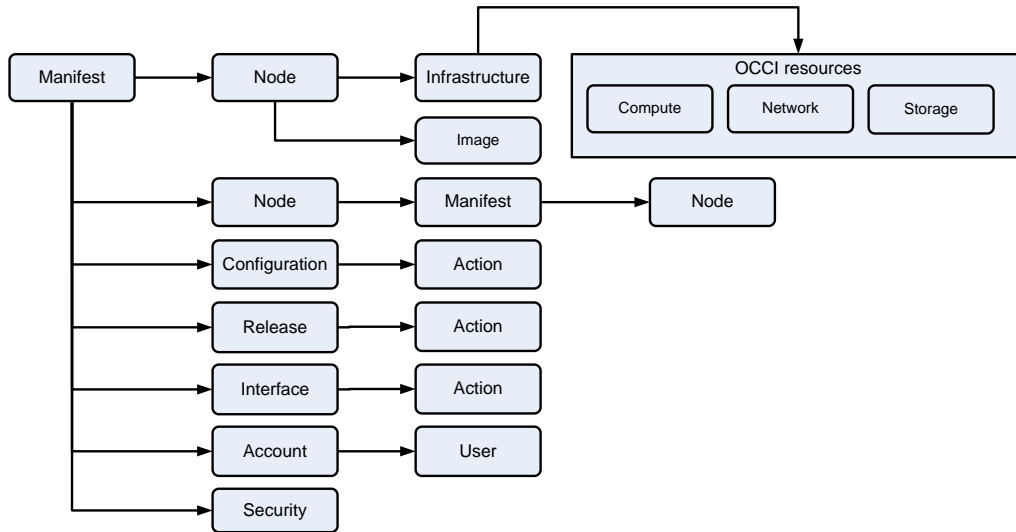 OCCI resources
Manifest
Node
Infrastructure
Compute
Network
Storage
Image
Node
Manifest
Node
Configuration
Action
Release
Action
Interface
Action
Account
User
Security